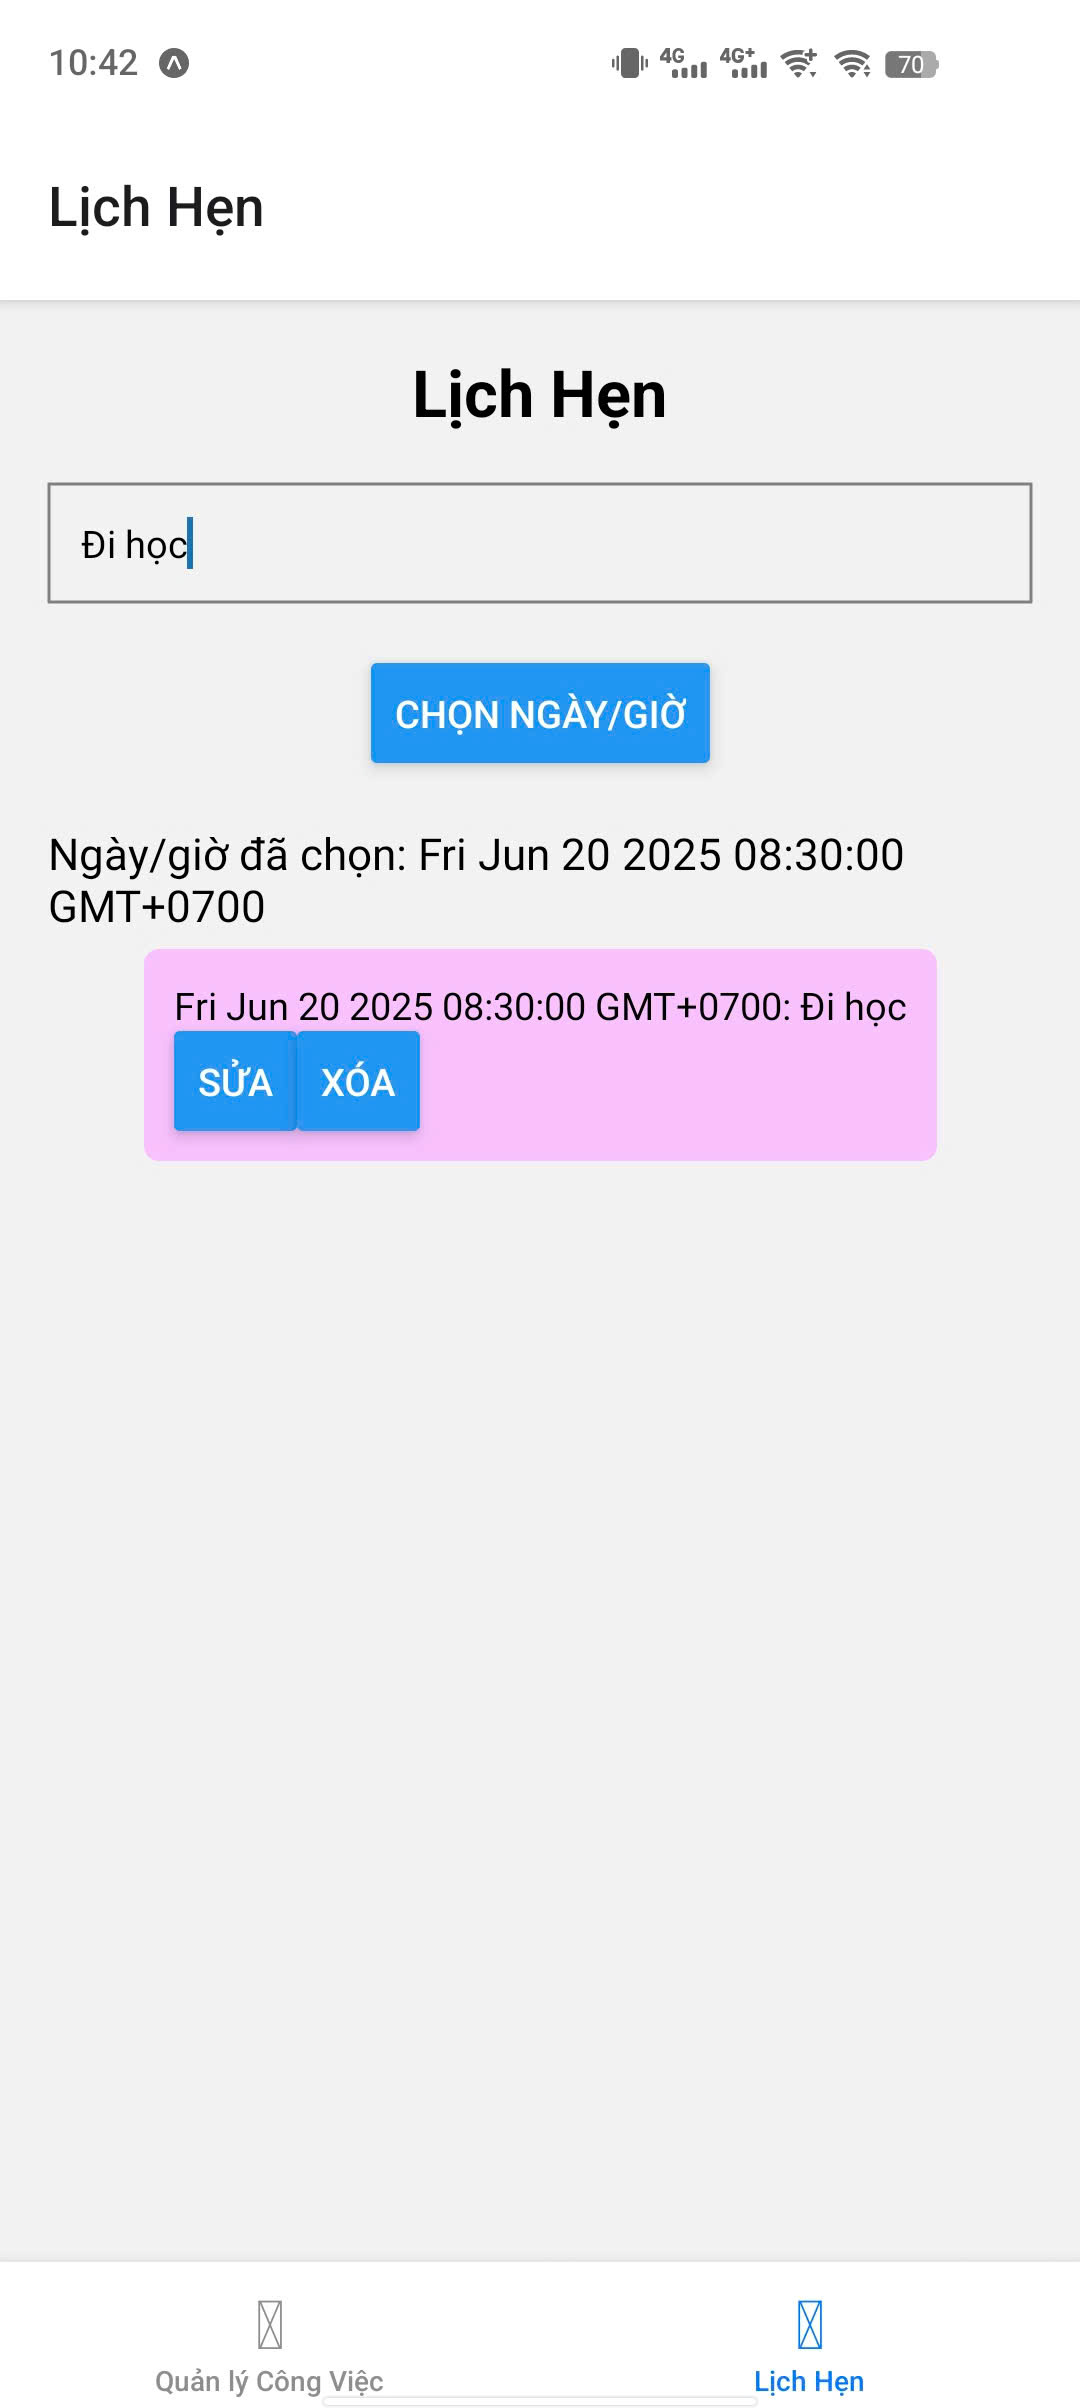 10:42
4G 4G+ 70
Lịch Hẹn
Lịch Hẹn
Đi học
CHỌN NGÀY/GIỜ
Ngày/giờ đã chọn: Fri Jun 20 2025 08:30:00
GMT+0700
Fri Jun 20 2025 08:30:00 GMT+0700: Đi học
SỬA XÓA
Quản lý Công Việc Lịch Hẹn